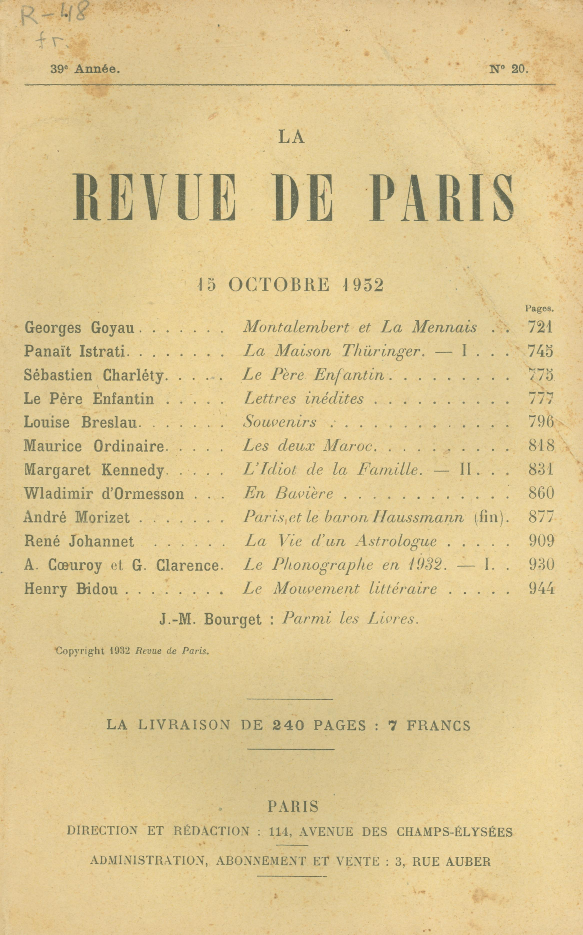 R-48
fr
39e Année. N° 20.
LA
REVUE DE PARIS
15 OCTOBRE 1932
Pages.
Georges Goyau. . . . . . . Montalembert et La Mennais . . 721
Panaït Istrati. . . . . . . . La Maison Thüringer. — I . . . 745
Sébastien Charléty. . . . . Le Père Enfantin. . . . . . . . . 775
Le Père Enfantin . . . . . Lettres inédites . . . . . . . . . . 777
Louise Breslau. . . . . . . Souvenirs . . . . . . . . . . . . . 796
Maurice Ordinaire. . . . . Les deux Maroc. . . . . . . . . . 818
Margaret Kennedy. . . . . L'Idiot de la Famille. — II. . . 831
Wladimir d'Ormesson . . . En Bavière . . . . . . . . . . . . 860
André Morizet . . . . . . . Paris, et le baron Haussmann (fin). 877
René Johannet . . . . . . La Vie d'un Astrologue . . . . . 909
A. Cœuroy et G. Clarence. Le Phonographe en 1932. — I. . 930
Henry Bidou . . . . . . . . Le Mouvement littéraire . . . . . 944
J.-M. Bourget : Parmi les Livres.
Copyright 1932 Revue de Paris.
LA LIVRAISON DE 240 PAGES : 7 FRANCS
PARIS
DIRECTION ET RÉDACTION : 114, AVENUE DES CHAMPS-ÉLYSÉES
ADMINISTRATION, ABONNEMENT ET VENTE : 3, RUE AUBER